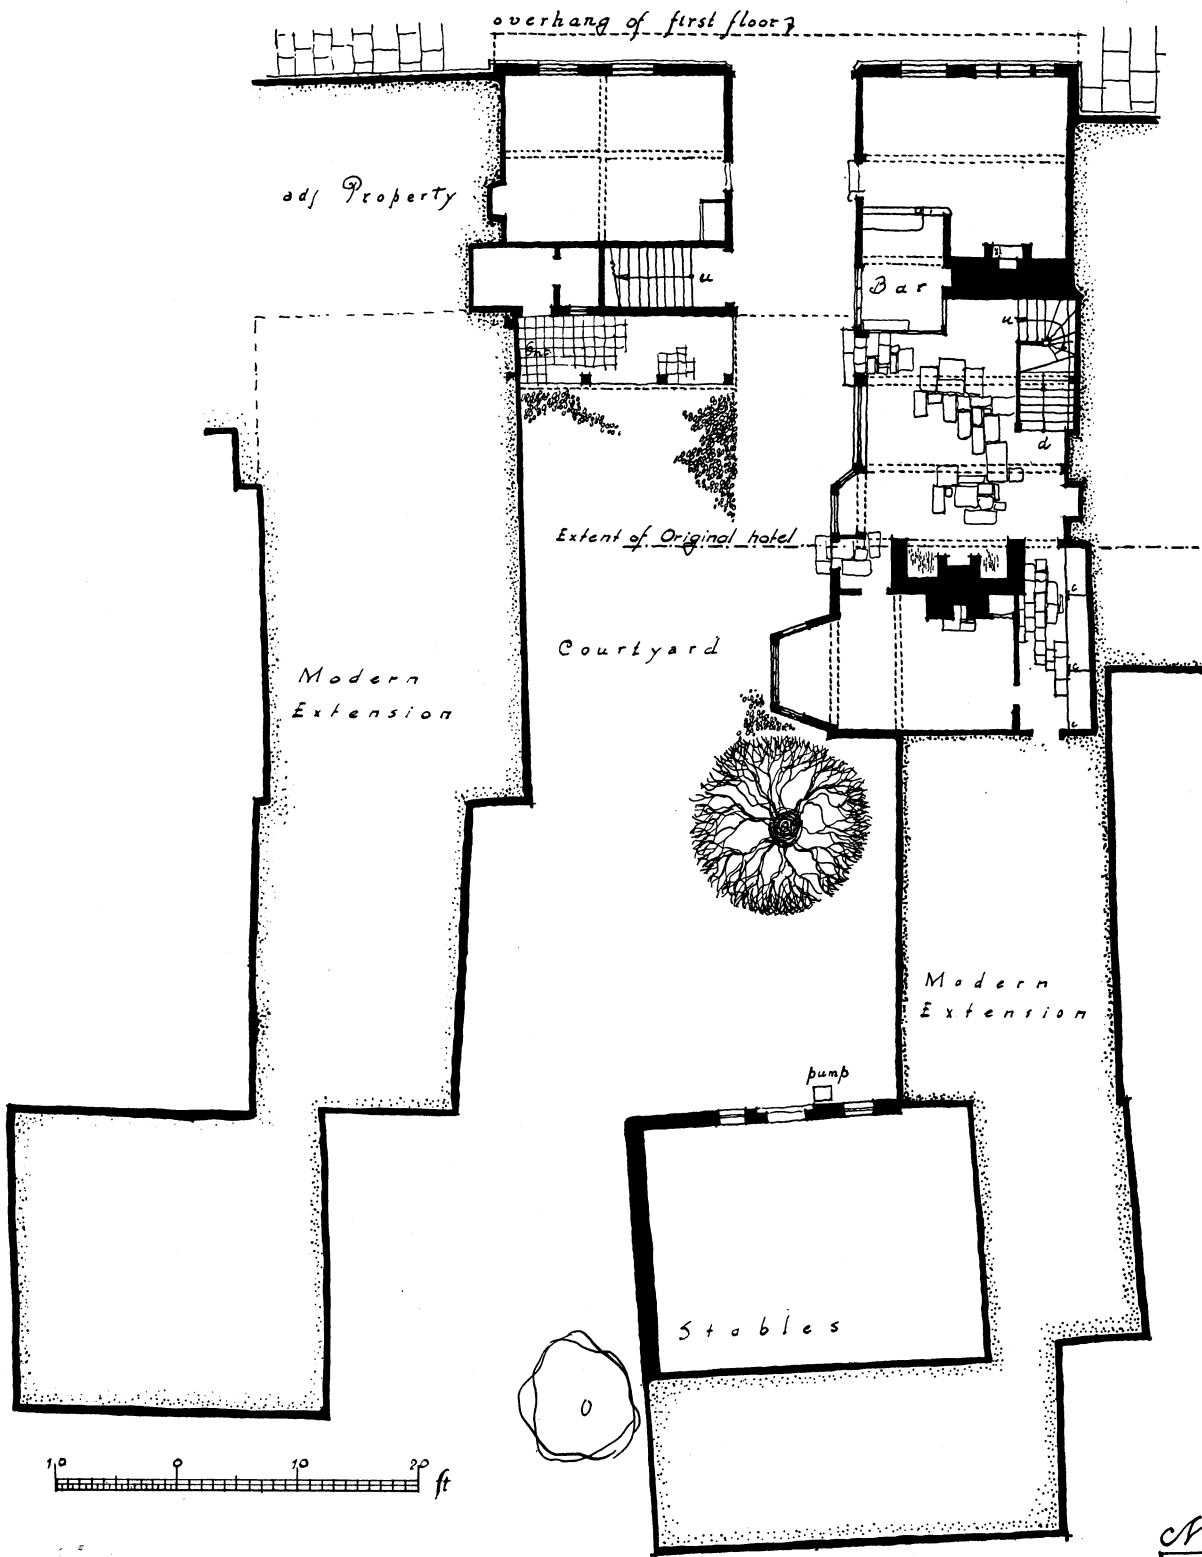 overhang of first floor
adj Property
u
Bar
u
Ent
d
Extent of Original hotel
c
Courtyard
c
Modern
Extension
c
Modern
Extension
pump
Stables
10 0 10 20
ft
N